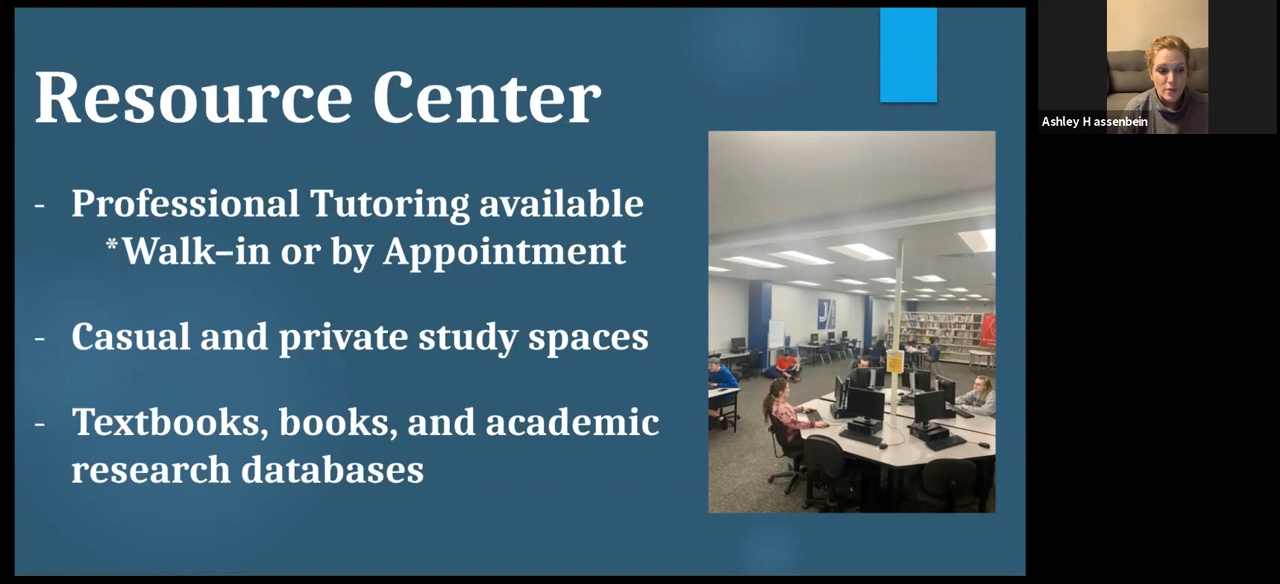 Resource Center
- Professional Tutoring available
*Walk–in or by Appointment
- Casual and private study spaces
- Textbooks, books, and academic
research databases
Ashley H assenbein